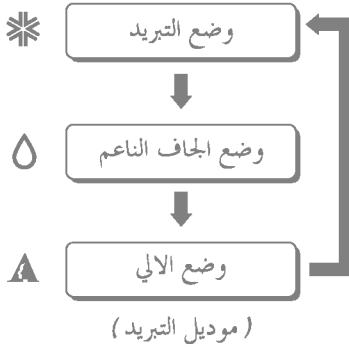 وضع التبريد
وضع الجاف الناعم
وضع الالي
( موديل التبريد )